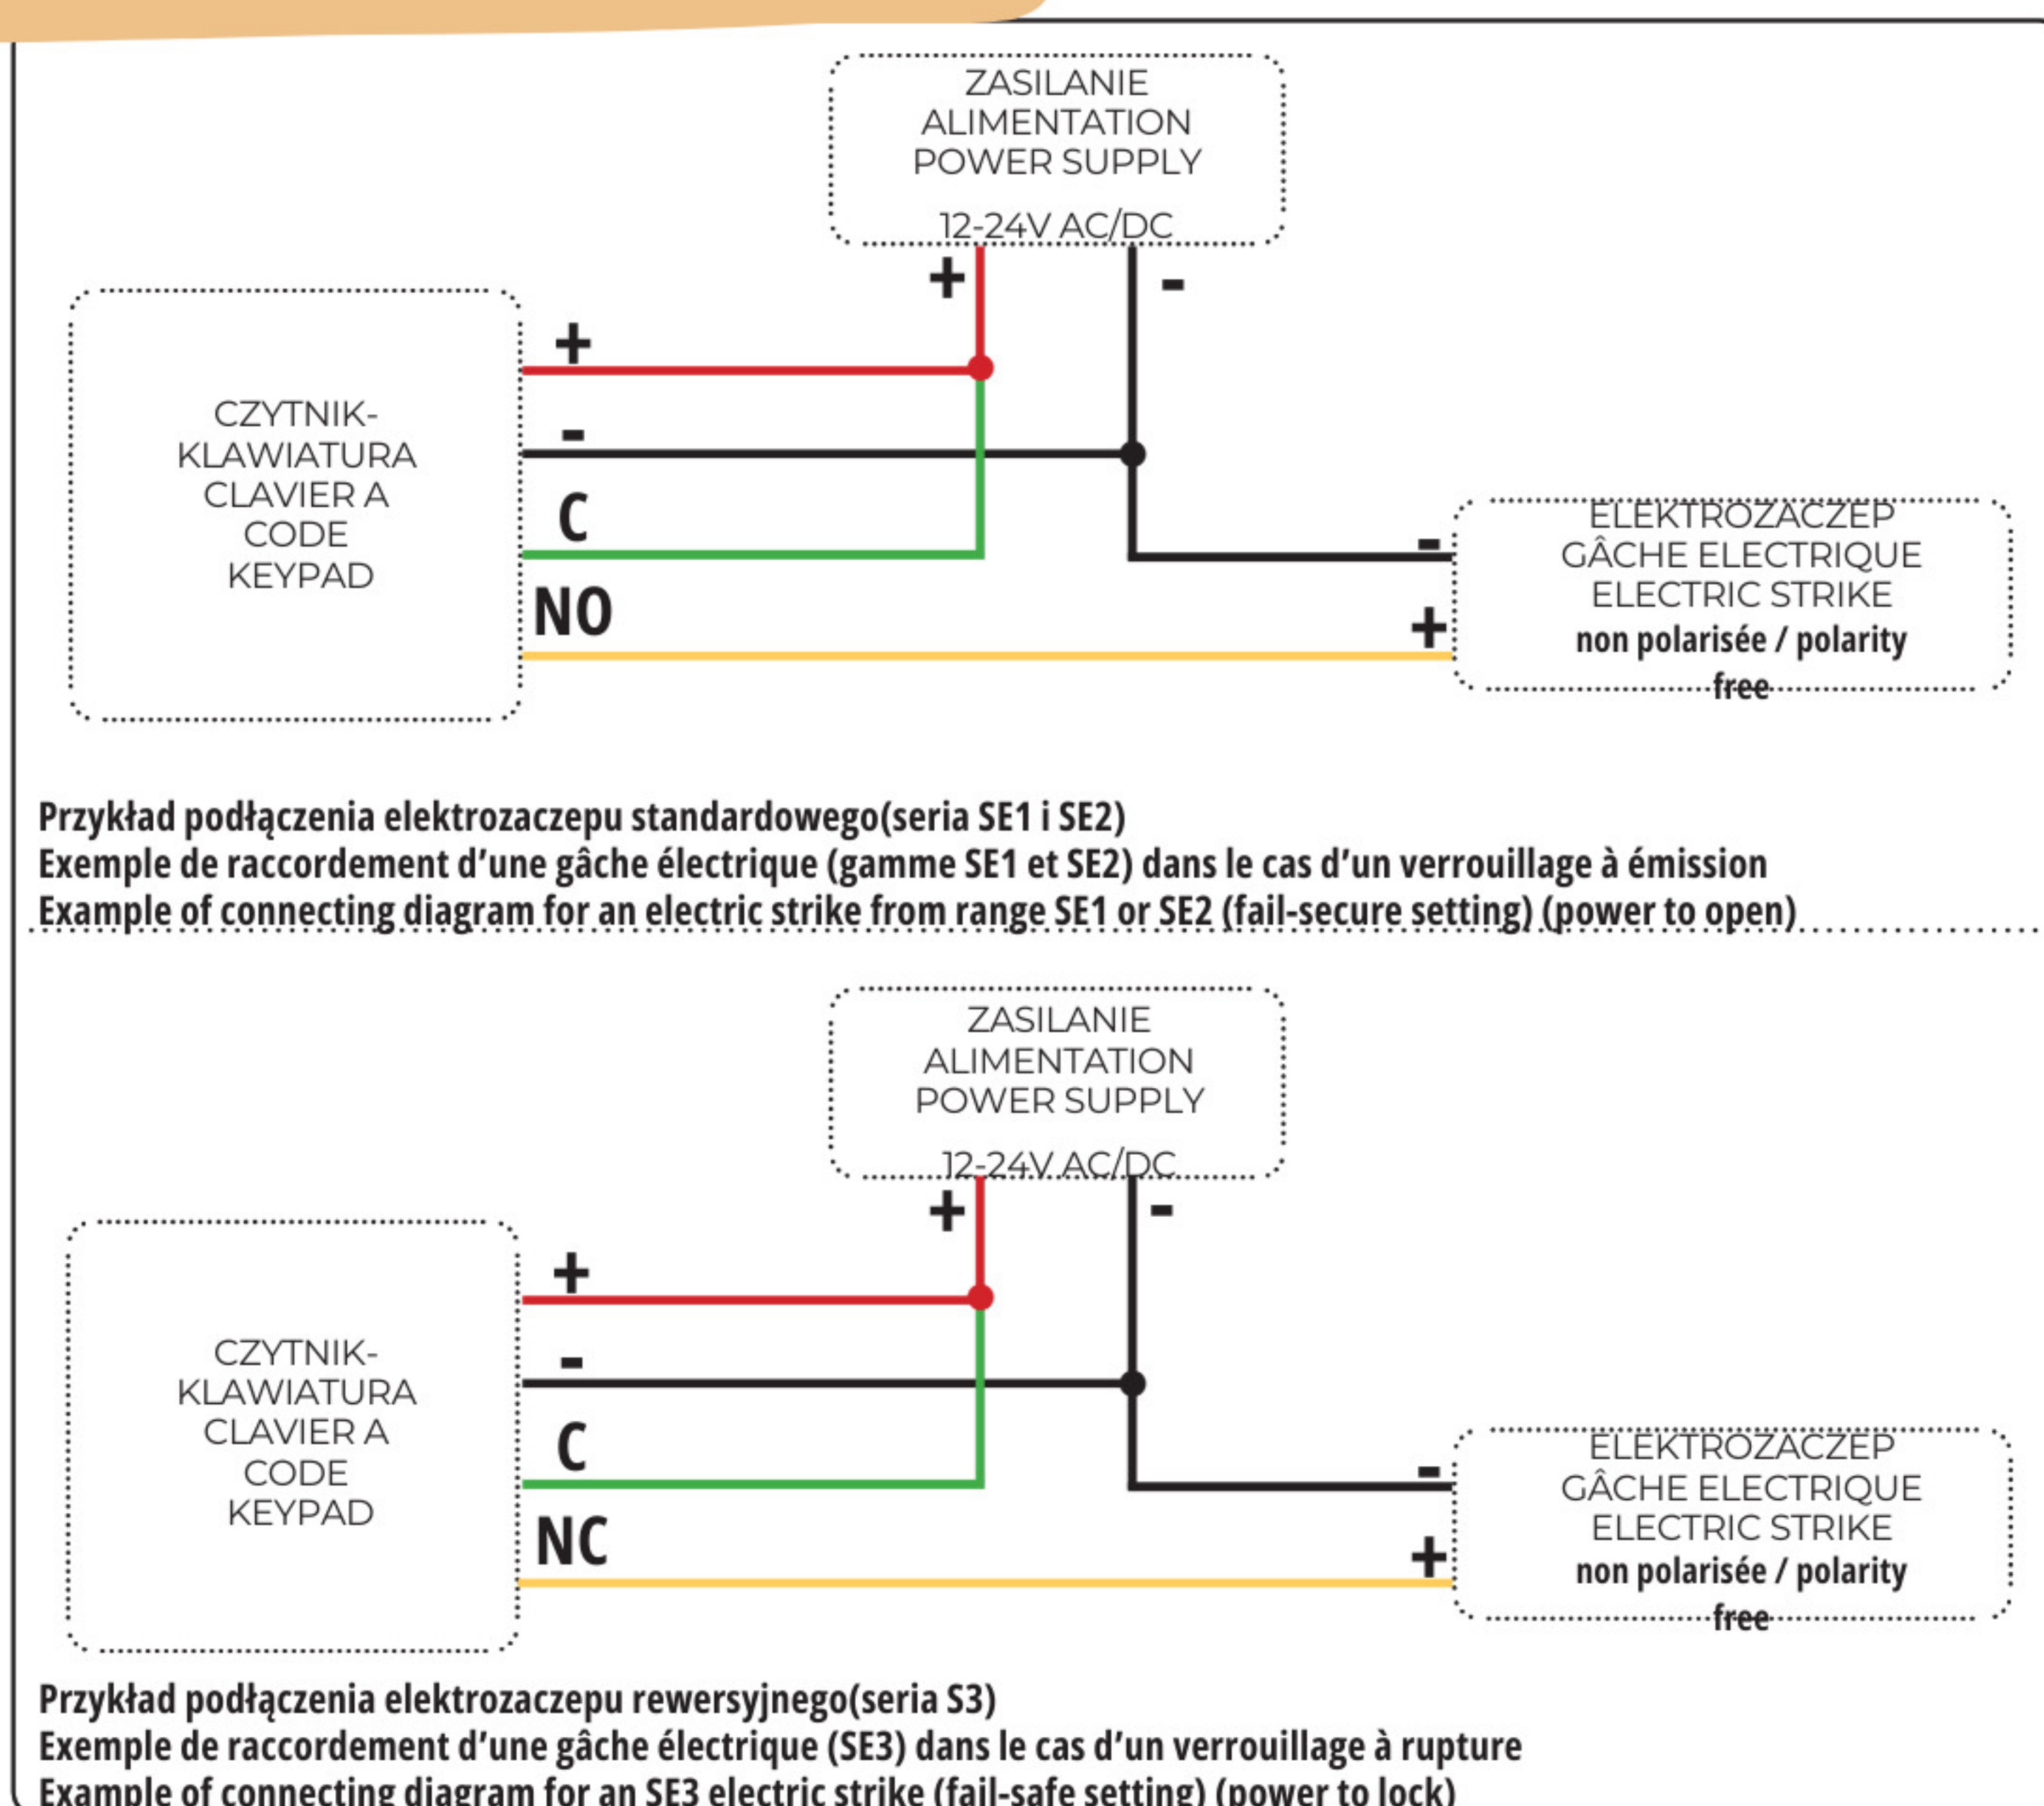 ZASILANIE
ALIMENTATION
POWER SUPPLY
12-24V AC/DC
+
-
+
-
C
NO
CZYTNIK-
KLAWIATURA
CLAVIER A
CODE
KEYPAD
-
+
ELEKTROZACZEP
GÂCHE ELECTRIQUE
ELECTRIC STRIKE
non polarisée / polarity
free
Przykład podłączenia elektrozaczepu standardowego(seria SE1 i SE2)
Exemple de raccordement d’une gâche électrique (gamme SE1 et SE2) dans le cas d’un verrouillage à émission
Example of connecting diagram for an electric strike from range SE1 or SE2 (fail-secure setting) (power to open)
ZASILANIE
ALIMENTATION
POWER SUPPLY
12-24V AC/DC
+
-
+
-
C
NC
CZYTNIK-
KLAWIATURA
CLAVIER A
CODE
KEYPAD
-
+
ELEKTROZACZEP
GÂCHE ELECTRIQUE
ELECTRIC STRIKE
non polarisée / polarity
free
Przykład podłączenia elektrozaczepu rewersyjnego(seria S3)
Exemple de raccordement d’une gâche électrique (SE3) dans le cas d’un verrouillage à rupture
Example of connecting diagram for an SE3 electric strike (fail-safe setting) (power to lock)